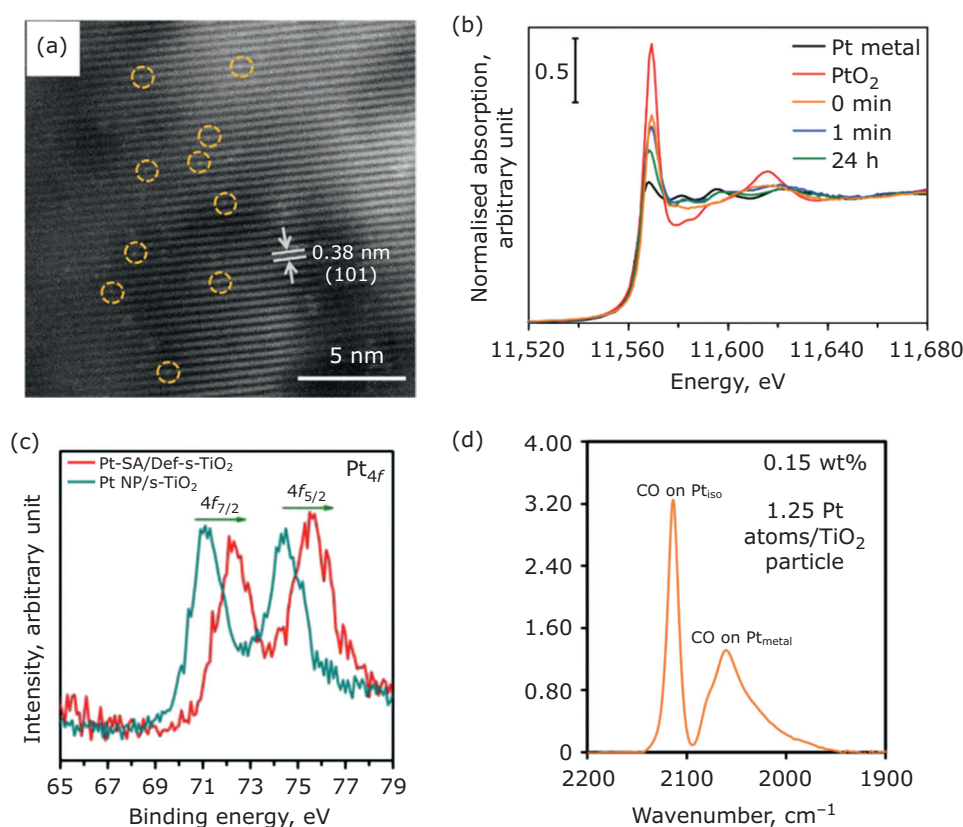 (a)
0.38 nm
(101)
5 nm
(b)
0.5
Pt metal
PtO₂
0 min
1 min
24 h
Normalised absorption,
arbitrary unit
11,520 11,560 11,600 11,640 11,680
Energy, eV
(c)
Pt-SA/Def-s-TiO₂
Pt NP/s-TiO₂
Pt4f
4f7/2
4f5/2
Intensity, arbitrary unit
65 67 69 71 73 75 77 79
Binding energy, eV
(d)
4.00
3.20
2.40
1.60
0.80
0
0.15 wt%
CO on Ptiso
1.25 Pt
atoms/TiO₂
particle
CO on Ptmetal
2200 2100 2000 1900
Wavenumber, cm⁻¹